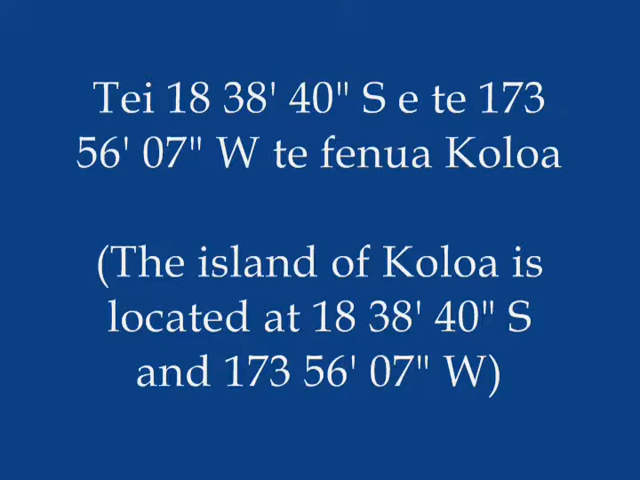 Tei 18 38' 40" S e te 173
56' 07" W te fenua Koloa
(The island of Koloa is
located at 18 38' 40" S
and 173 56' 07" W)